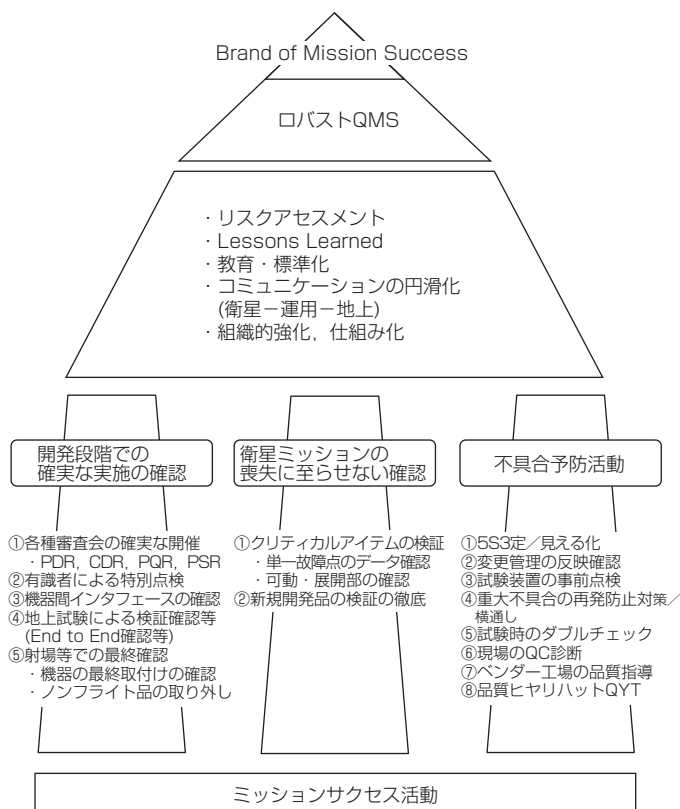 Brand of Mission Success
ロバストQMS
・リスクアセスメント
・Lessons Learned
・教育・標準化
・コミュニケーションの円滑化
(衛星－運用－地上)
・組織的強化，仕組み化
開発段階での
確実な実施の確認
①各種審査会の確実な開催
・PDR，CDR，PQR，PSR
②有識者による特別点検
③機器間インタフェースの確認
④地上試験による検証確認等
(End to End確認等)
⑤射場等での最終確認
・機器の最終取付けの確認
・ノンフライト品の取り外し
衛星ミッションの
喪失に至らせない確認
①クリティカルアイテムの検証
・単一故障点のデータ確認
・可動・展開部の確認
②新規開発品の検証の徹底
不具合予防活動
①5S3定／見える化
②変更管理の反映確認
③試験装置の事前点検
④重大不具合の再発防止対策／
横通し
⑤試験時のダブルチェック
⑥現場のQC診断
⑦ベンダー工場の品質指導
⑧品質ヒヤリハットQYT
ミッションサクセス活動